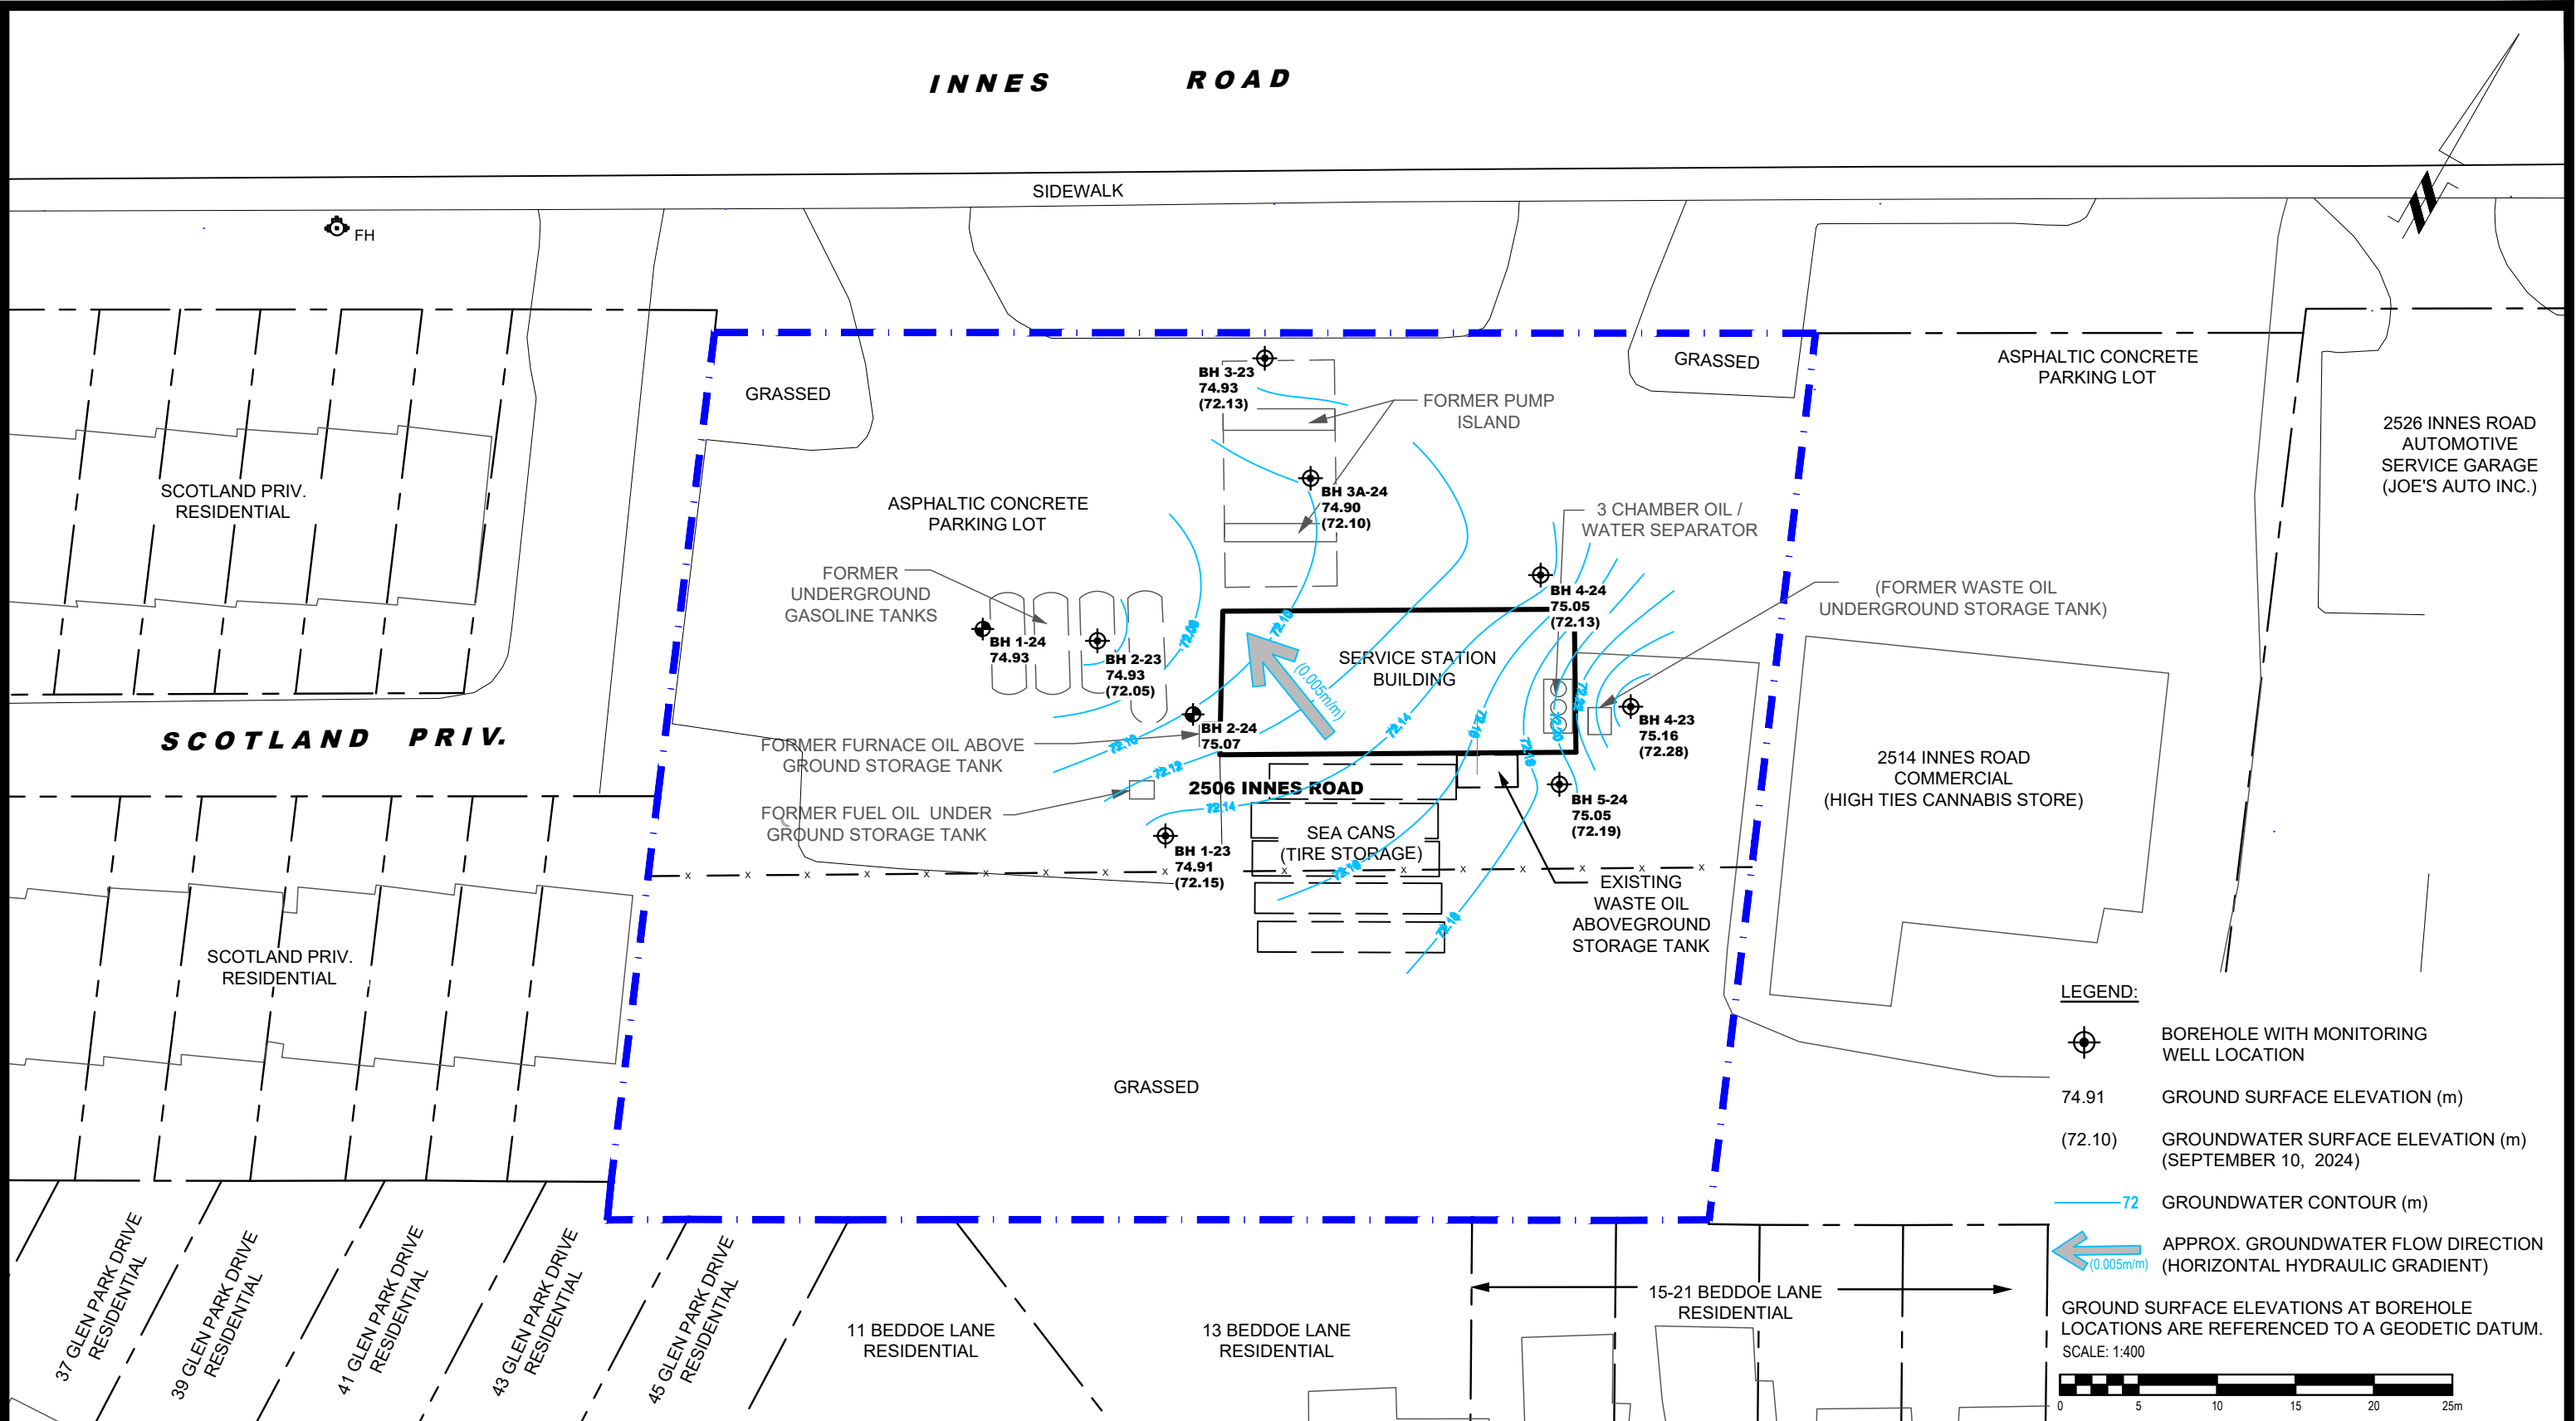 INNES ROAD
SIDEWALK
FH
GRASSED
BH 3-23
74.93
(72.13)
FORMER PUMP
ISLAND
GRASSED
ASPHALTIC CONCRETE
PARKING LOT
2526 INNES ROAD
AUTOMOTIVE
SERVICE GARAGE
(JOE'S AUTO INC.)
SCOTLAND PRIV.
RESIDENTIAL
ASPHALTIC CONCRETE
PARKING LOT
BH 3A-24
74.90
(72.10)
3 CHAMBER OIL /
WATER SEPARATOR
FORMER
UNDERGROUND
GASOLINE TANKS
(FORMER WASTE OIL
UNDERGROUND STORAGE TANK)
BH 4-24
75.05
(72.13)
BH 1-24
74.93
BH 2-23
74.93
(72.05)
72.10
SERVICE STATION
BUILDING
(0.005m/m)
SCOTLAND PRIV.
BH 2-24
75.07
72.14
BH 4-23
75.16
(72.28)
FORMER FURNACE OIL ABOVE
GROUND STORAGE TANK
72.10
72.12
2506 INNES ROAD
72.14
FORMER FUEL OIL UNDER
GROUND STORAGE TANK
72.18
BH 5-24
75.05
(72.19)
2514 INNES ROAD
COMMERCIAL
(HIGH TIES CANNABIS STORE)
SEA CANS
(TIRE STORAGE)
BH 1-23
74.91
(72.15)
x x x x x x x x x x x x x x x x x x
EXISTING
WASTE OIL
ABOVEGROUND
STORAGE TANK
SCOTLAND PRIV.
RESIDENTIAL
GRASSED
37 GLEN PARK DRIVE
RESIDENTIAL
39 GLEN PARK DRIVE
RESIDENTIAL
41 GLEN PARK DRIVE
RESIDENTIAL
43 GLEN PARK DRIVE
RESIDENTIAL
45 GLEN PARK DRIVE
RESIDENTIAL
11 BEDDOE LANE
RESIDENTIAL
13 BEDDOE LANE
RESIDENTIAL
15-21 BEDDOE LANE
RESIDENTIAL
LEGEND:
BOREHOLE WITH MONITORING
WELL LOCATION
74.91 GROUND SURFACE ELEVATION (m)
(72.10) GROUNDWATER SURFACE ELEVATION (m)
(SEPTEMBER 10, 2024)
72 GROUNDWATER CONTOUR (m)
APPROX. GROUNDWATER FLOW DIRECTION
(0.005m/m) (HORIZONTAL HYDRAULIC GRADIENT)
GROUND SURFACE ELEVATIONS AT BOREHOLE
LOCATIONS ARE REFERENCED TO A GEODETIC DATUM.
SCALE: 1:400
0 5 10 15 20 25m